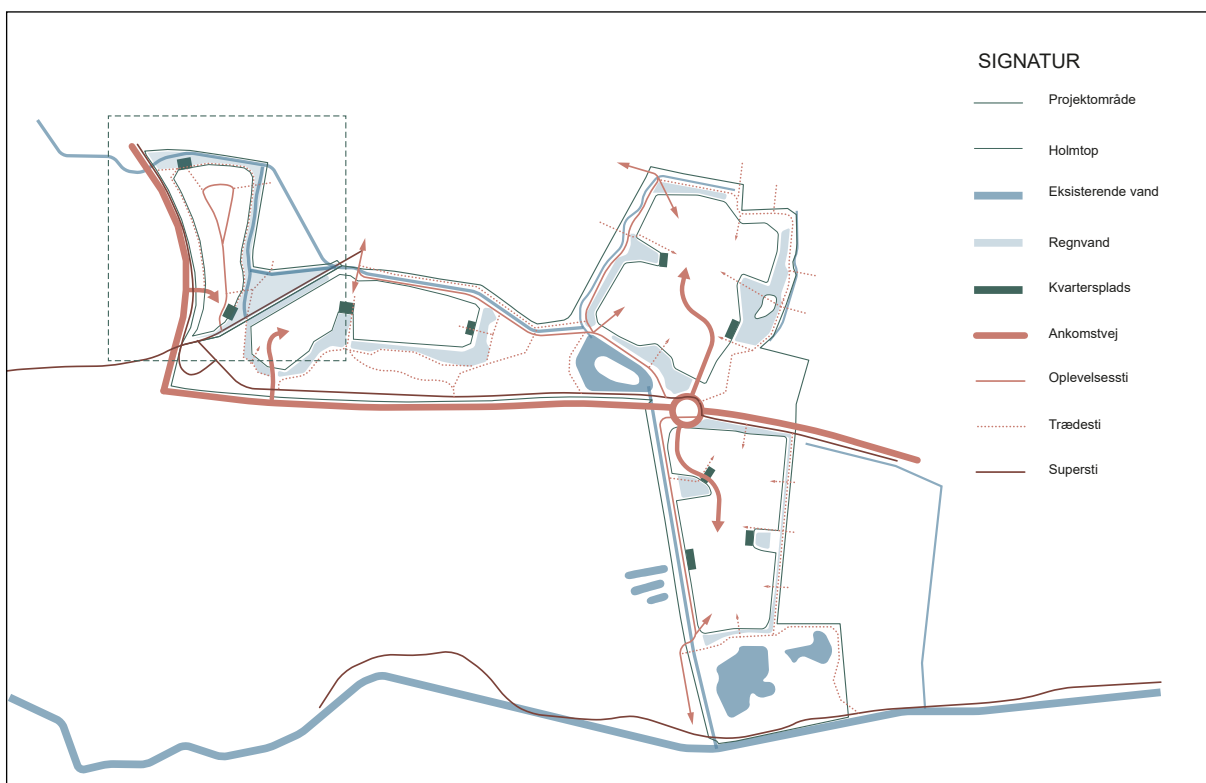 SIGNATUR
Projektområde
Holmtop
Eksisterende vand
Regnvand
Kvartersplads
Ankomstvej
Oplevelsessti
Trædesti
Supersti